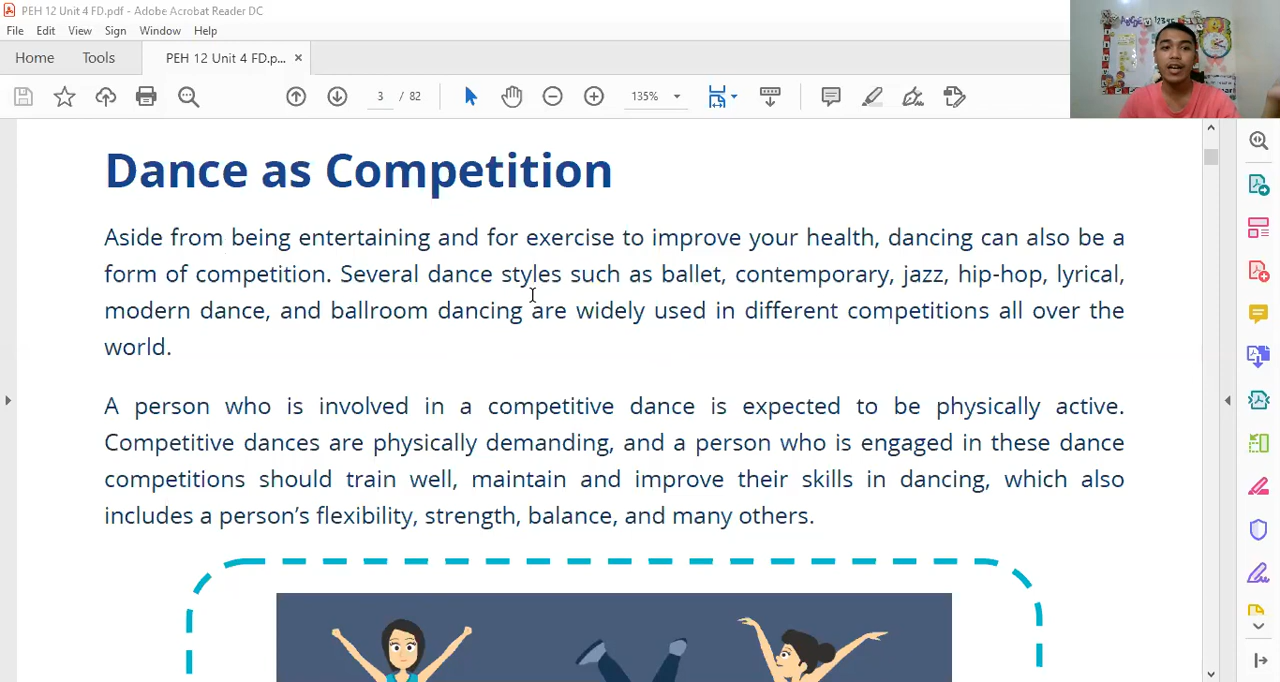 PEH 12 Unit 4 FD.pdf - Adobe Acrobat Reader DC
File Edit View Sign Window Help
Home Tools PEH 12 Unit 4 FD.p... ×
3 / 82 135%
Dance as Competition
Aside from being entertaining and for exercise to improve your health, dancing can also be a
form of competition. Several dance styles such as ballet, contemporary, jazz, hip-hop, lyrical,
modern dance, and ballroom dancing are widely used in different competitions all over the
world.
A person who is involved in a competitive dance is expected to be physically active.
Competitive dances are physically demanding, and a person who is engaged in these dance
competitions should train well, maintain and improve their skills in dancing, which also
includes a person's flexibility, strength, balance, and many others.